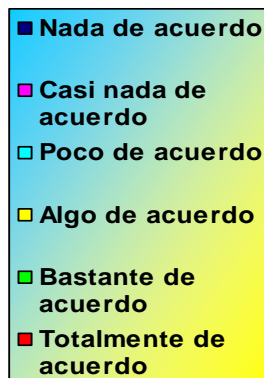 Nada de acuerdo
Casi nada de
acuerdo
Poco de acuerdo
Algo de acuerdo
Bastante de
acuerdo
Totalmente de
acuerdo